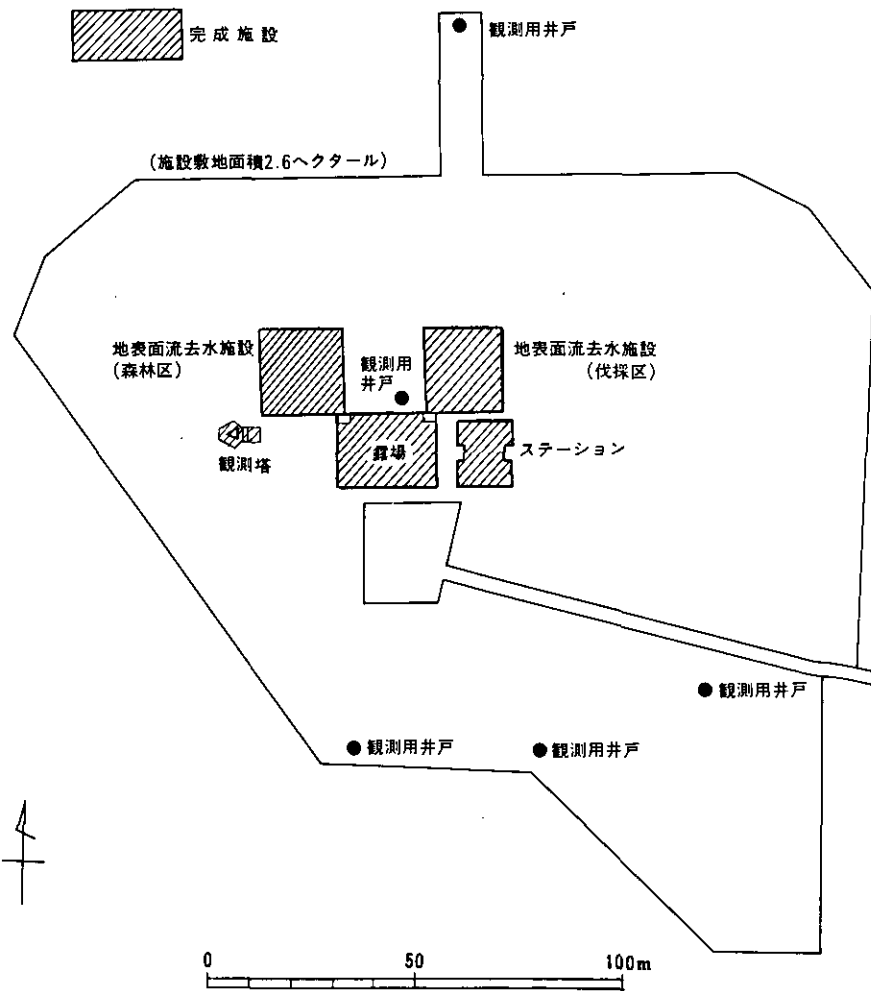 完成施設
観測用井戸
(施設敷地面積2.6ヘクタール)
地表面流去水施設
(森林区)
観測用
井戸
地表面流去水施設
(伐採区)
観測塔
露場
ステーション
観測用井戸
観測用井戸
観測用井戸
0 50 100m